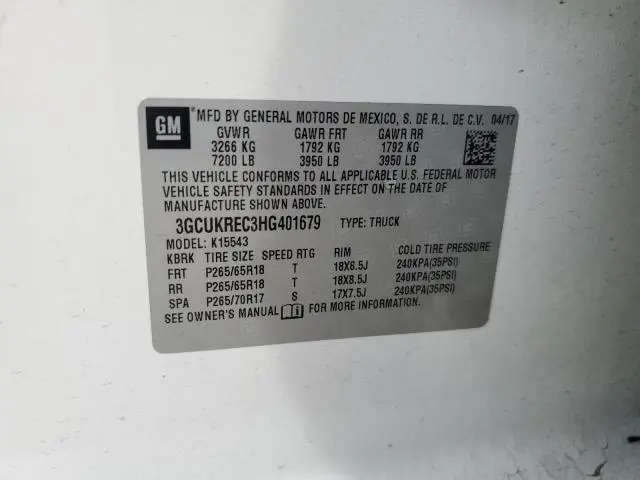 GM
*MFD BY GENERAL MOTORS DE MEXICO, S. DE R.L. DE C.V. 04/17
GVWR GAWR FRT GAWR RR
3266 KG 1792 KG 1792 KG
7200 LB 3950 LB 3950 LB
THIS VEHICLE CONFORMS TO ALL APPLICABLE U.S. FEDERAL MOTOR
VEHICLE SAFETY STANDARDS IN EFFECT ON THE DATE OF
MANUFACTURE SHOWN ABOVE.
3GCUKREC3HG401679 TYPE: TRUCK
MODEL: K15543
KBRK TIRE SIZE SPEED RTG RIM COLD TIRE PRESSURE
FRT P265/65R18 T 18X8.5J 240KPA(35PSI)
RR P265/65R18 T 18X8.5J 240KPA(35PSI)
SPA P265/70R17 S 17X7.5J 240KPA(35PSI)
SEE OWNER'S MANUAL FOR MORE INFORMATION.